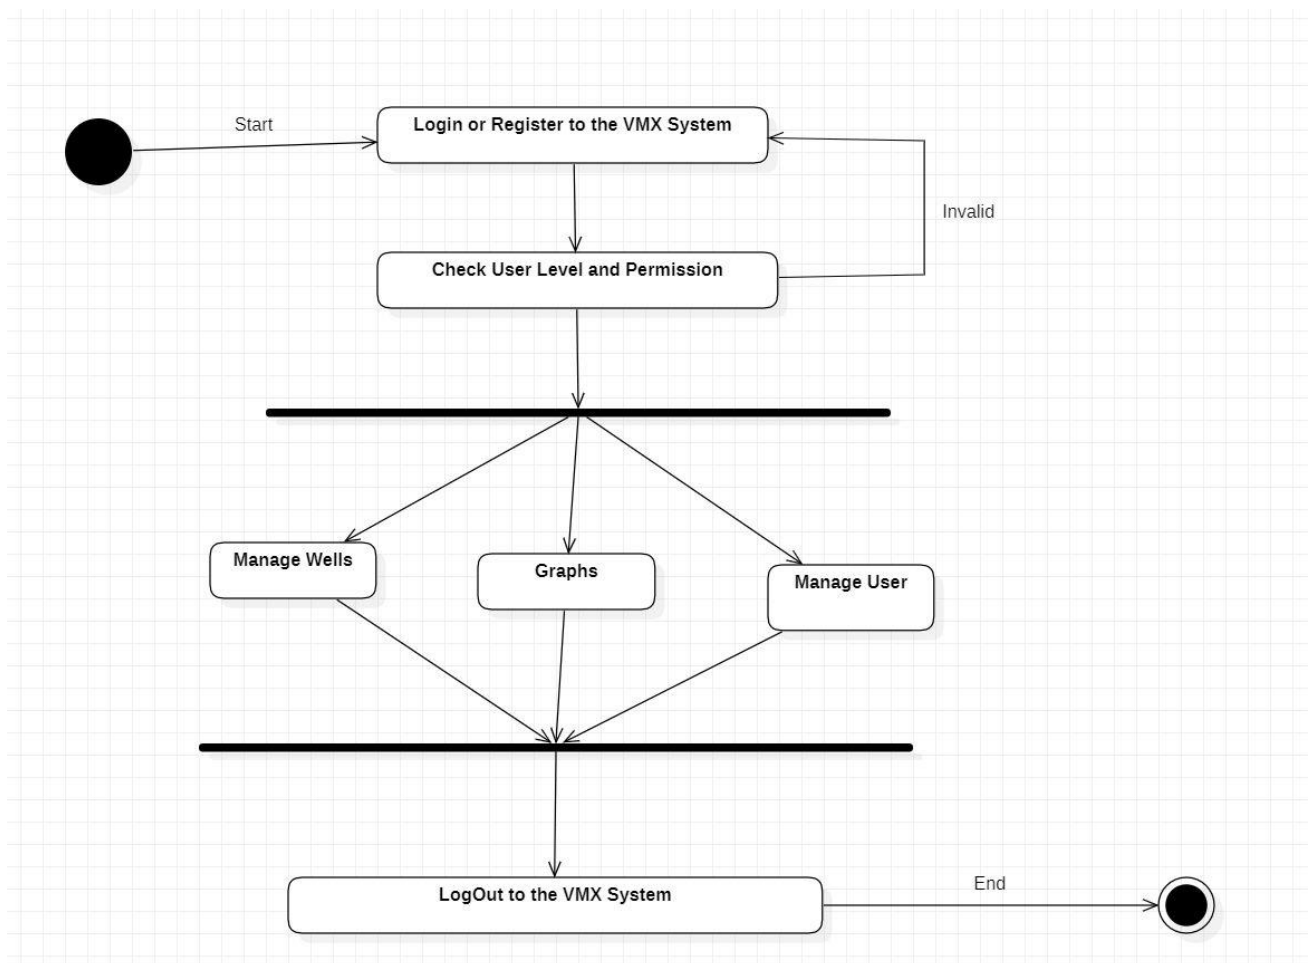 Start
Login or Register to the VMX System
Invalid
Check User Level and Permission
Manage Wells
Graphs
Manage User
LogOut to the VMX System
End